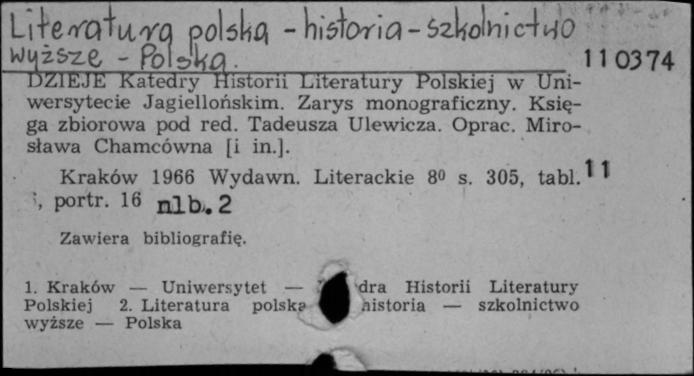 Literatura polska - historia - szkolnictwo
wyższe - Polska.
110374
DZIEJE Katedry Historii Literatury Polskiej w Uni-
wersytecie Jagiellońskim. Zarys monograficzny. Księ-
ga zbiorowa pod red. Tadeusza Ulewicza. Oprac. Miro-
sława Chamcówna [i in.].
Kraków 1966 Wydawn. Literackie 8⁰ s. 305, tabl. 11
, portr. 16 nlb. 2
Zawiera bibliografię.
1. Kraków — Uniwersytet — dra Historii Literatury
Polskiej 2. Literatura polska historia — szkolnictwo
wyższe — Polska